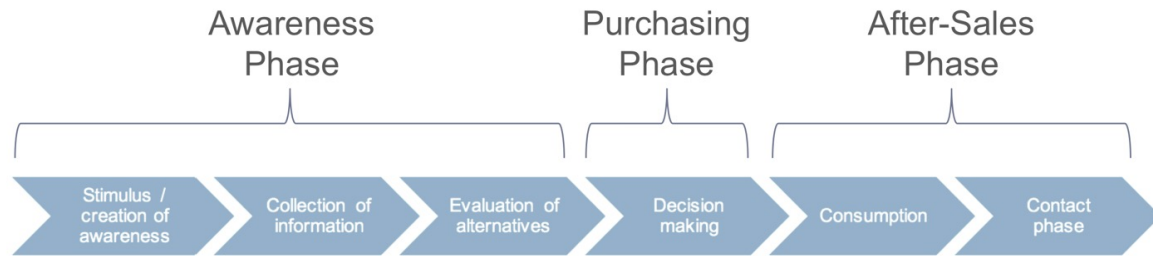 Awareness
Phase
Purchasing
Phase
After-Sales
Phase
Stimulus /
creation of
awareness
Collection of
information
Evaluation of
alternatives
Decision
making
Consumption
Contact
phase